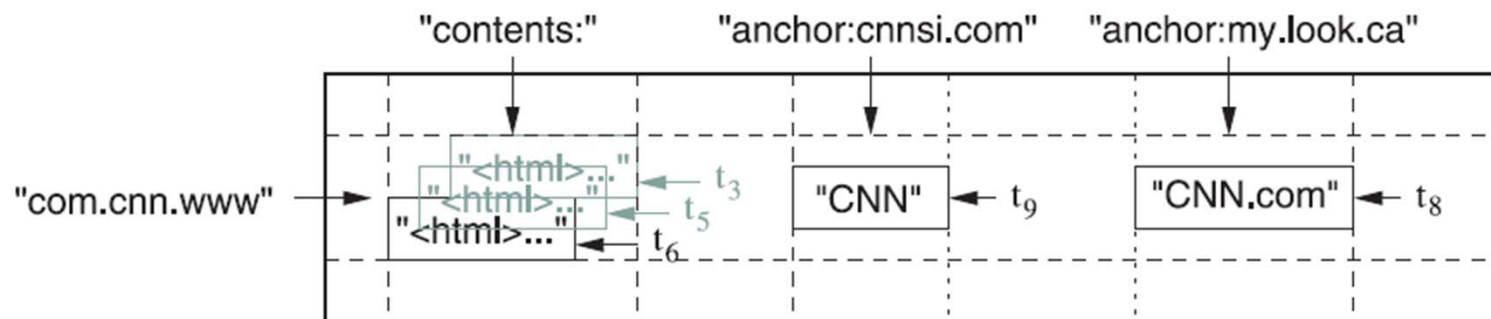 "contents:" "anchor:cnnsi.com" "anchor:my.look.ca"
"<html>..." t3
"com.cnn.www" "<html>..." t5 "CNN" t9 "CNN.com" t8
"<html>..." t6